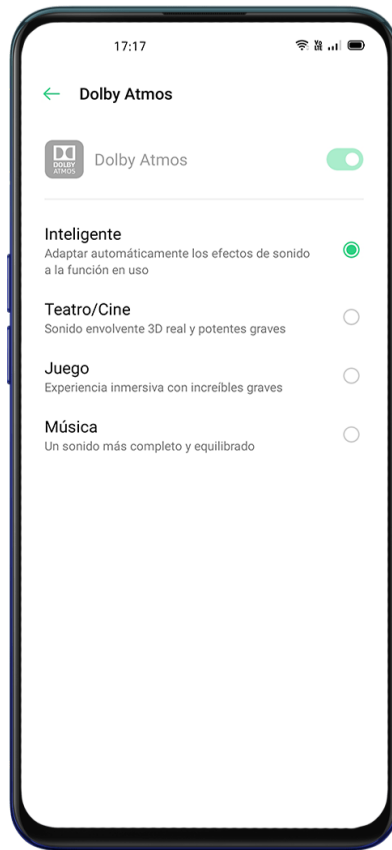 17:17
Dolby Atmos
DOLBY
ATMOS
Dolby Atmos
Inteligente
Adaptar automáticamente los efectos de sonido
a la función en uso
Teatro/Cine
Sonido envolvente 3D real y potentes graves
Juego
Experiencia inmersiva con increíbles graves
Música
Un sonido más completo y equilibrado